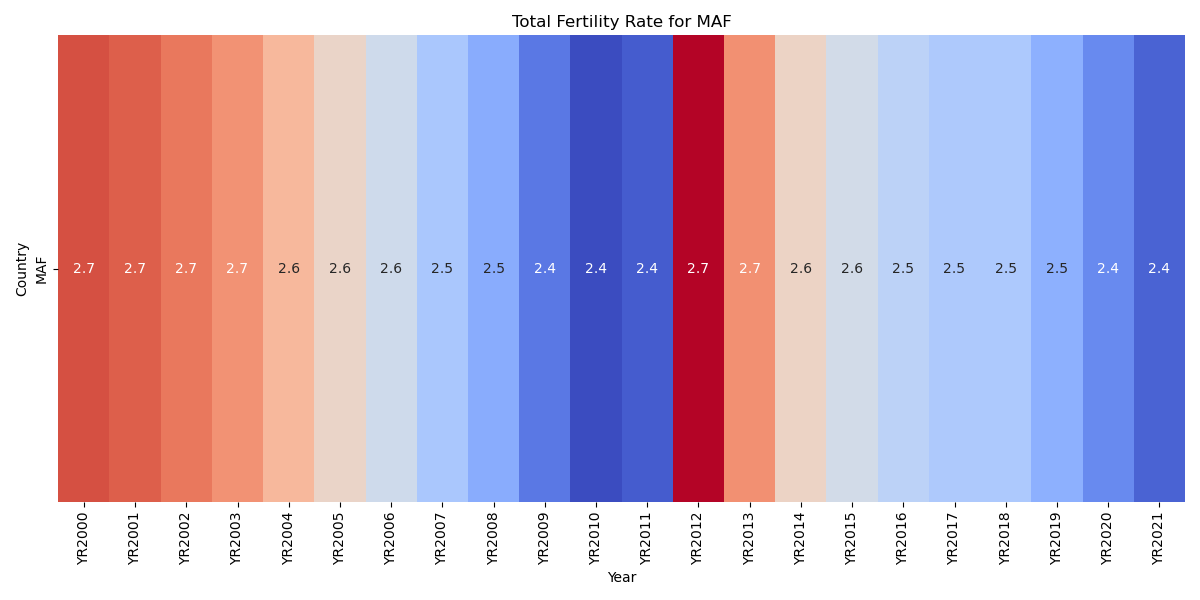 Total Fertility Rate for MAF
Country
MAF
2.7 2.7 2.7 2.7 2.6 2.6 2.6 2.5 2.5 2.4 2.4 2.4 2.7 2.7 2.6 2.6 2.5 2.5 2.5 2.5 2.4 2.4
YR2000 YR2001 YR2002 YR2003 YR2004 YR2005 YR2006 YR2007 YR2008 YR2009 YR2010 YR2011 YR2012 YR2013 YR2014 YR2015 YR2016 YR2017 YR2018 YR2019 YR2020 YR2021
Year